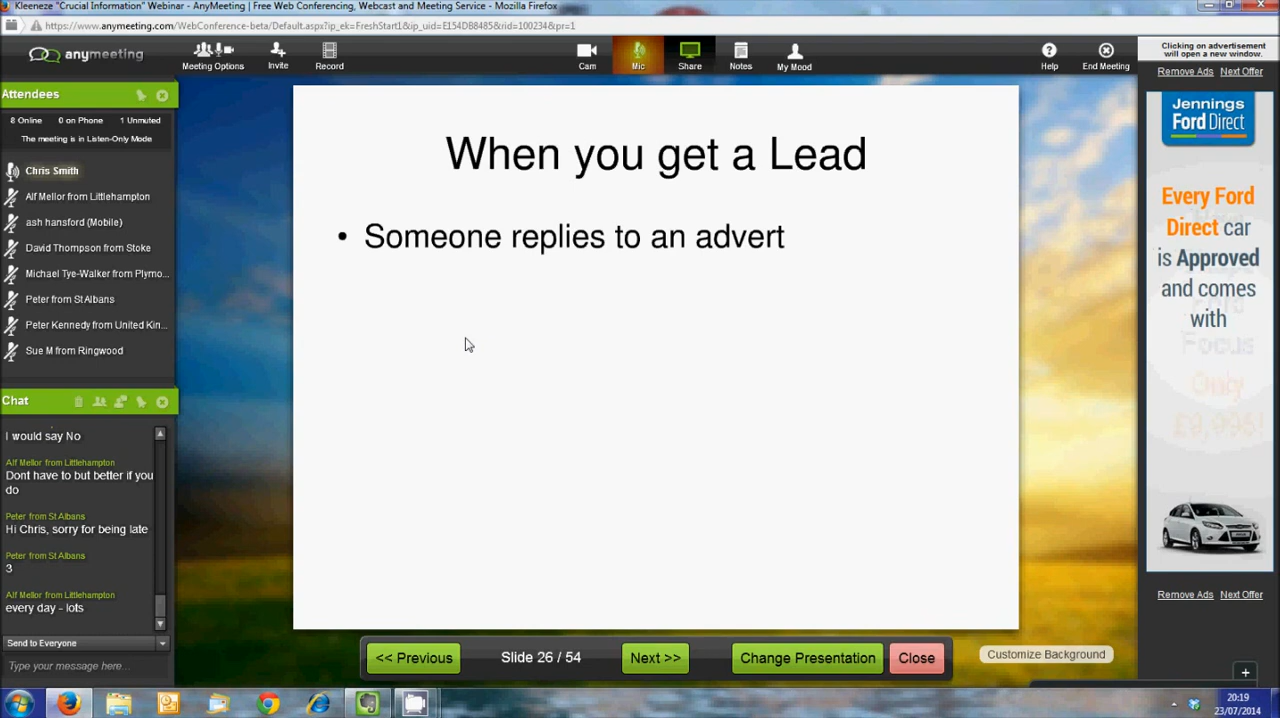 Kleeneze "Crucial Information" Webinar - AnyMeeting | Free Web Conferencing, Webcast and Meeting Service - Mozilla Firefox
https://www.anymeeting.com/WebConference-beta/Default.aspx?ip_ek=FreshStart1&ip_uid=E154DB8485&rid=100234&pr=1
anymeeting
Meeting Options
Invite
Record
Cam
Mic
Share
Notes
My Mood
Help
End Meeting
Clicking on advertisement
will open a new window.
Remove Ads Next Offer
Attendees
8 Online 0 on Phone 1 Unmuted
The meeting is in Listen-Only Mode
Chris Smith
Alf Mellor from Littlehampton
ash hansford (Mobile)
David Thompson from Stoke
Michael Tye-Walker from Plymo...
Peter from St Albans
Peter Kennedy from United Kin...
Sue M from Ringwood
Chat
I would say No
Alf Mellor from Littlehampton
Dont have to but better if you
do
Peter from St Albans
Hi Chris, sorry for being late
Peter from St Albans
3
Alf Mellor from Littlehampton
every day - lots
Send to Everyone
Type your message here...
When you get a Lead
• Someone replies to an advert
<< Previous
Slide 26 / 54
Next >>
Change Presentation
Close
Customize Background
Jennings
Ford Direct
Every Ford
Direct car
is Approved
and comes
with
Focus
Only
£9,995!
Remove Ads Next Offer
20:19
23/07/2014